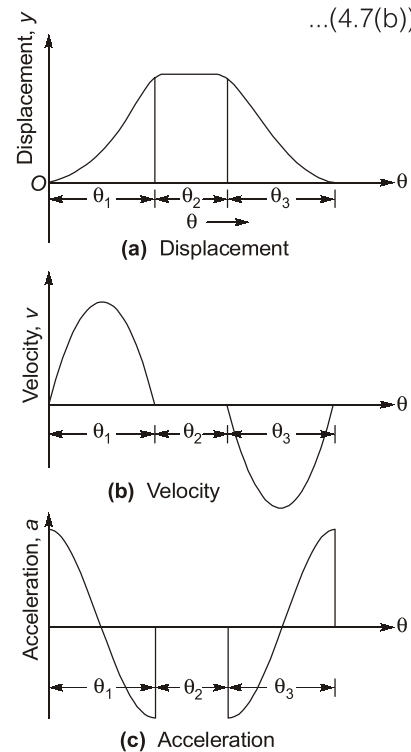 ...(4.7(b))
Displacement, y
O
θ
θ1
θ2
θ3
θ
(a) Displacement
Velocity, v
θ
θ1
θ2
θ3
(b) Velocity
Acceleration, a
θ
θ1
θ2
θ3
(c) Acceleration